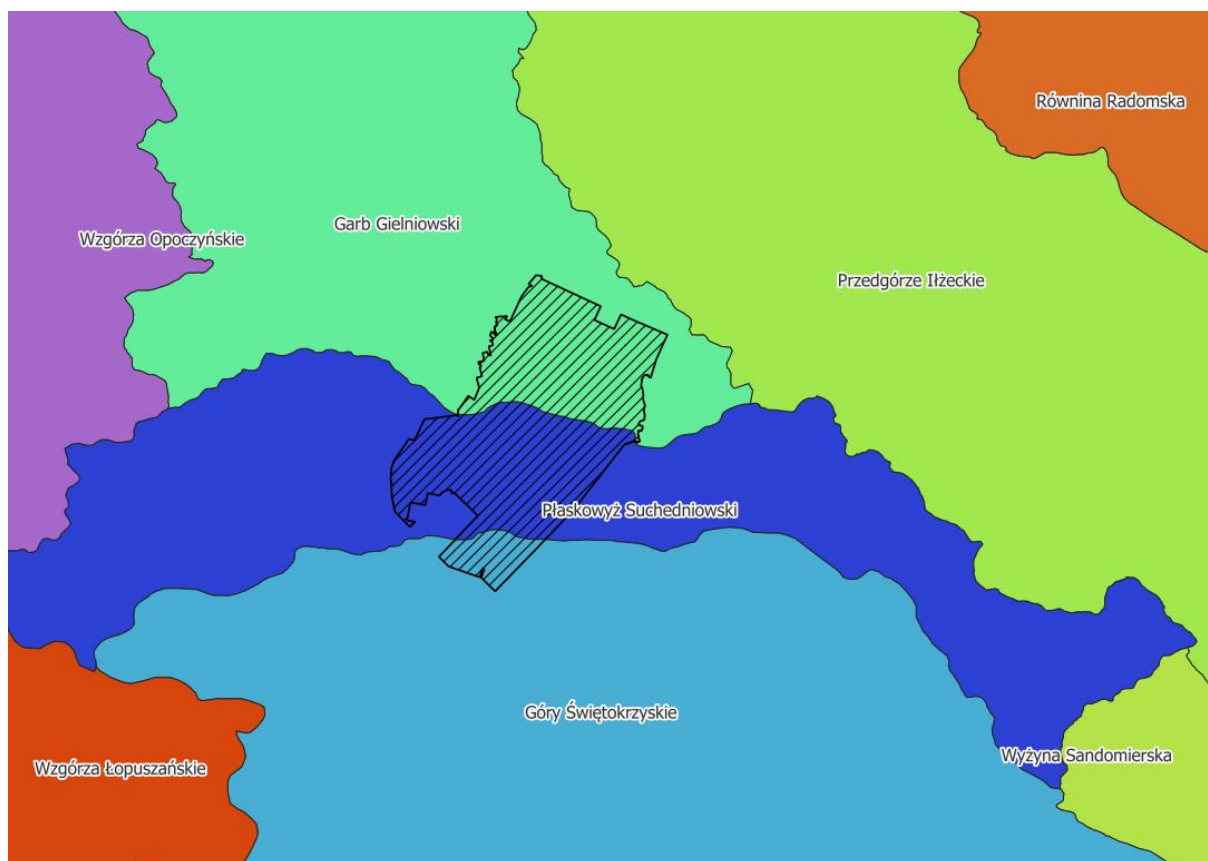 Równina Radomska
Garb Gielniowski
Wzgórza Opoczyńskie
Przedgórze Iłżeckie
Płaskowyż Suchedniowski
Góry Świętokrzyskie
Wyżyna Sandomierska
Wzgórza Łopuszańskie